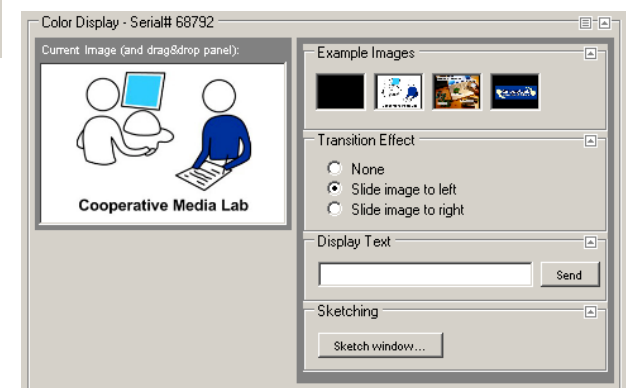 Color Display - Serial# 68792
Current Image (and drag&drop panel):
Cooperative Media Lab
Example Images
Transition Effect
None
Slide image to left
Slide image to right
Display Text
Send
Sketching
Sketch window...